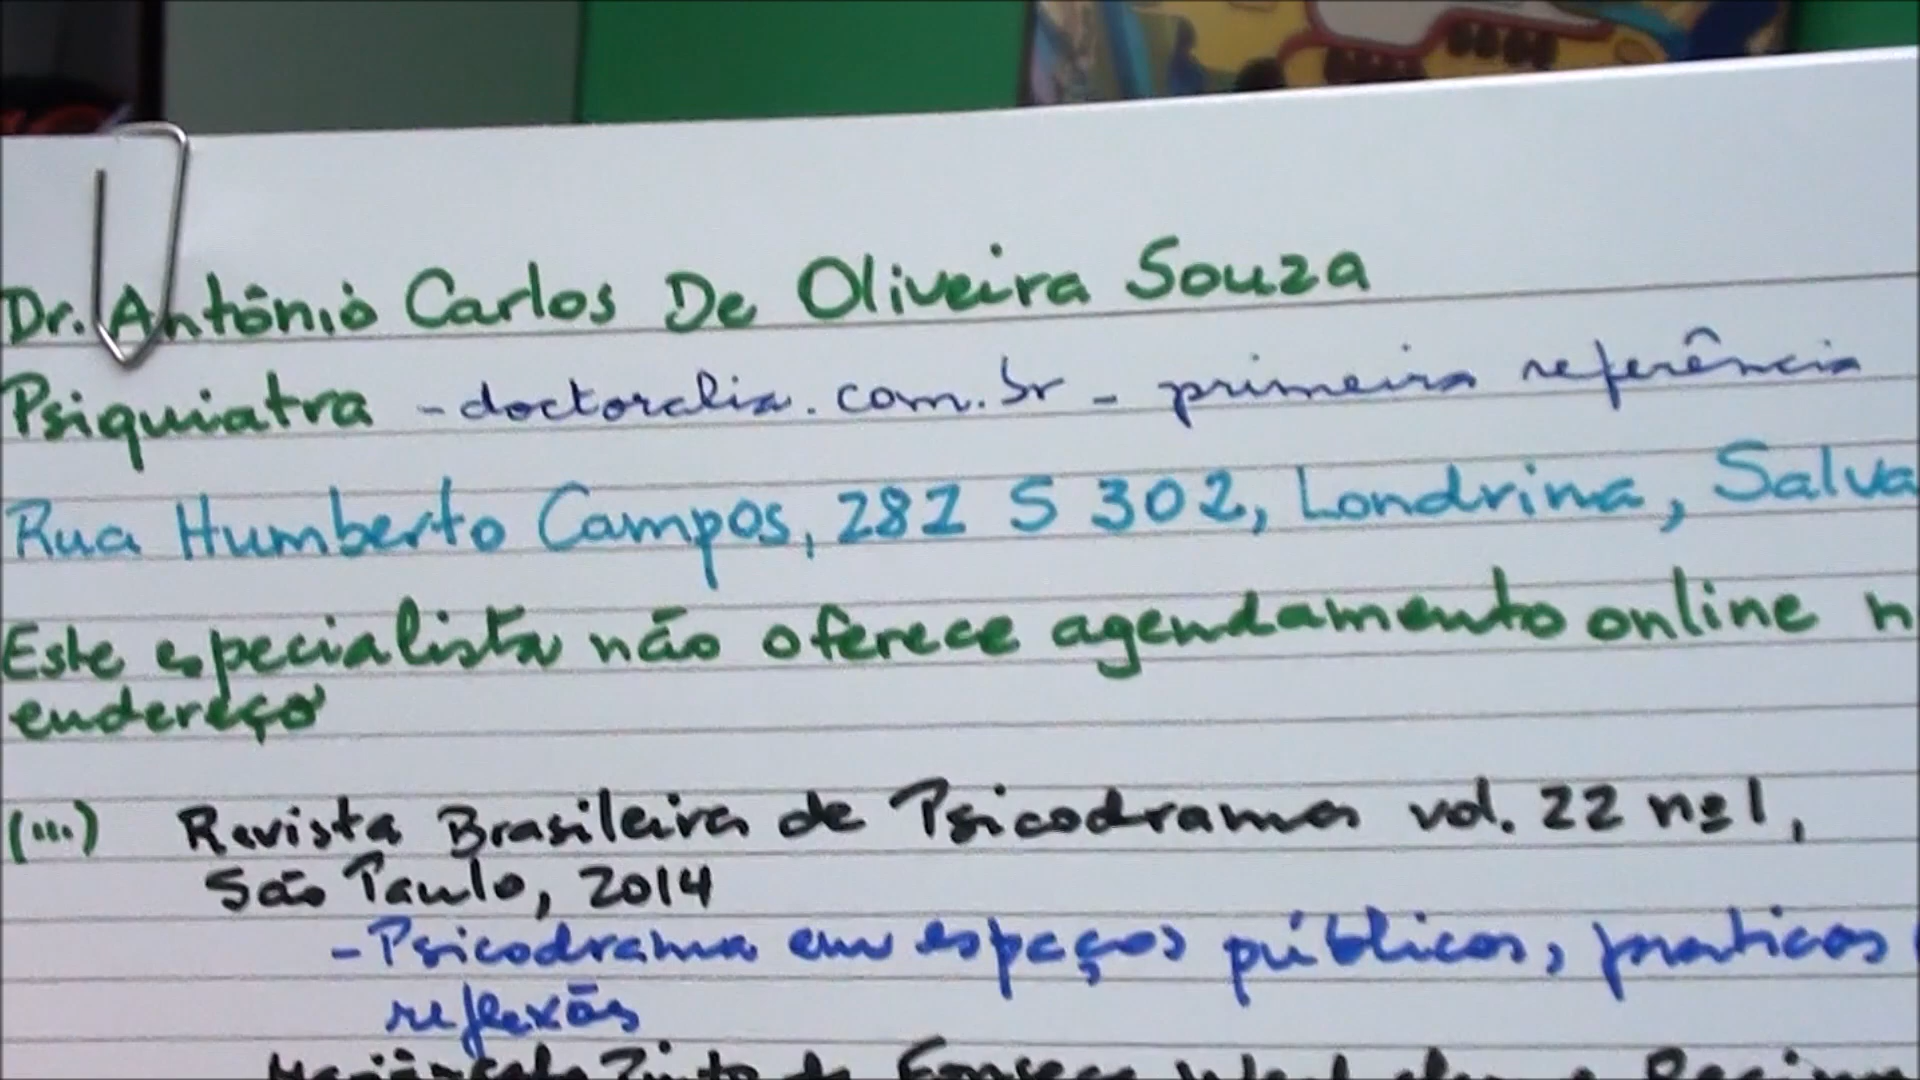 Dr. Antônio Carlos De Oliveira Souza
Psiquiatra - doctoralia.com.br - primeira referência
Rua Humberto Campos, 282 S 302, Londrina, Salva
Este especialista não oferece agendamento online n
endereço
(...) Revista Brasileira de Psicodrama vol. 22 nº1,
São Paulo, 2014
- Psicodrama em espaços públicos, praticas
reflexões